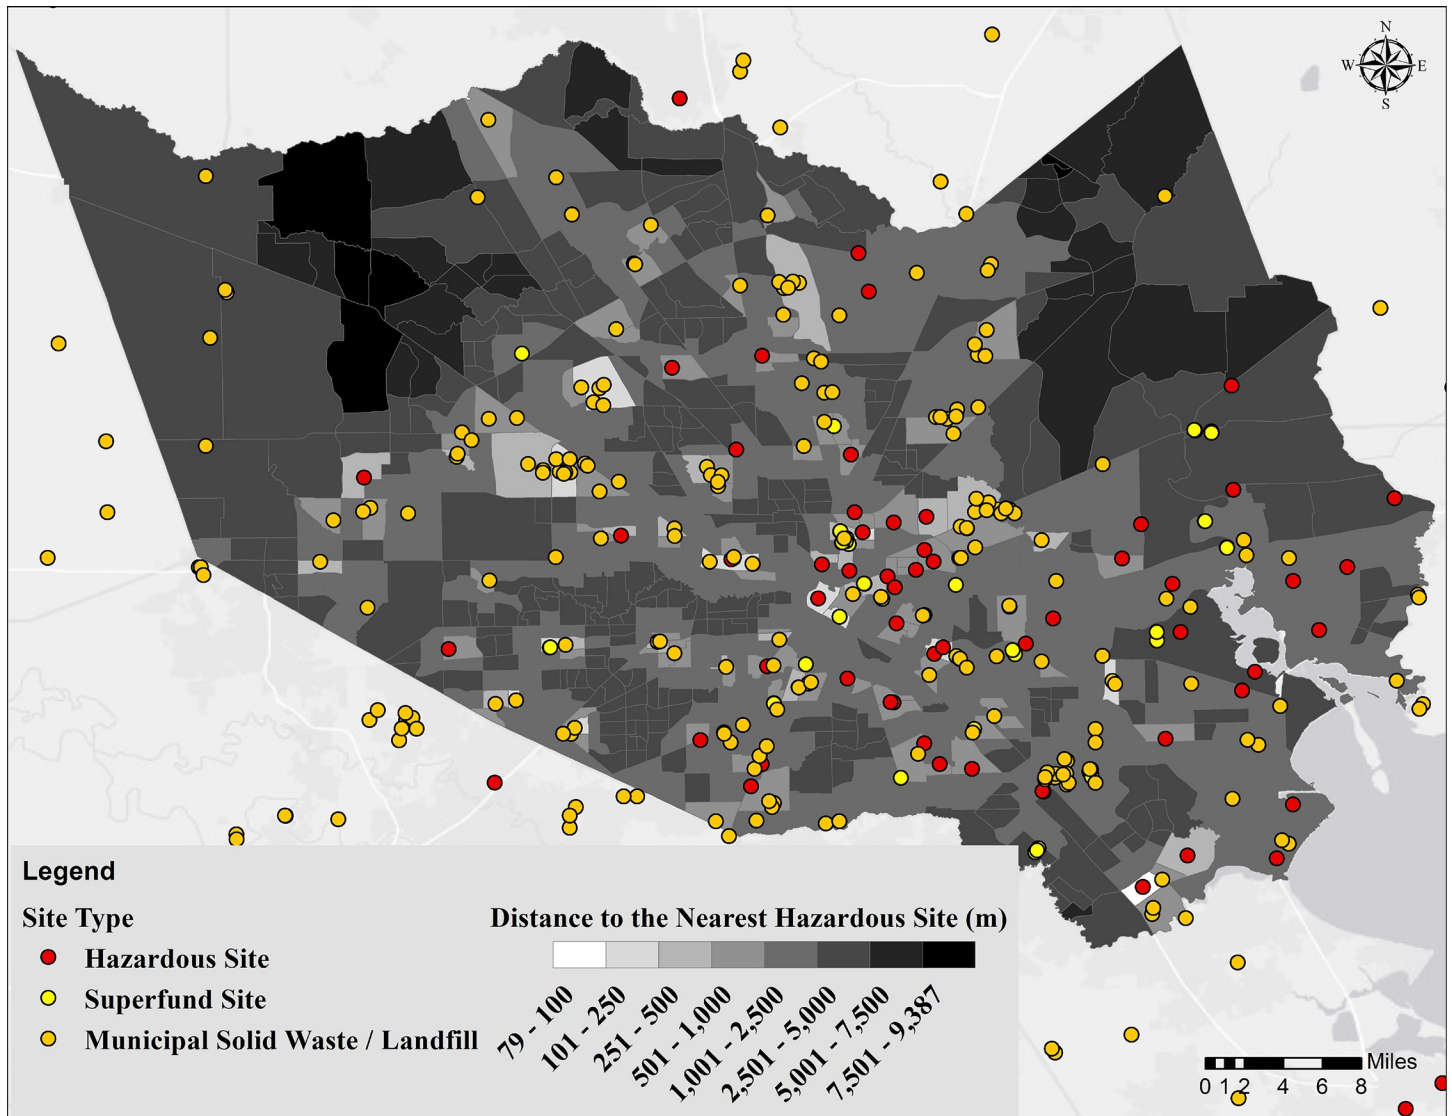 N
W E
S
Legend
Site Type
Hazardous Site
Superfund Site
Municipal Solid Waste / Landfill
Distance to the Nearest Hazardous Site (m)
79 - 100
101 - 250
251 - 500
501 - 1,000
1,001 - 2,500
2,501 - 5,000
5,001 - 7,500
7,501 - 9,387
Miles
0 1 2 4 6 8